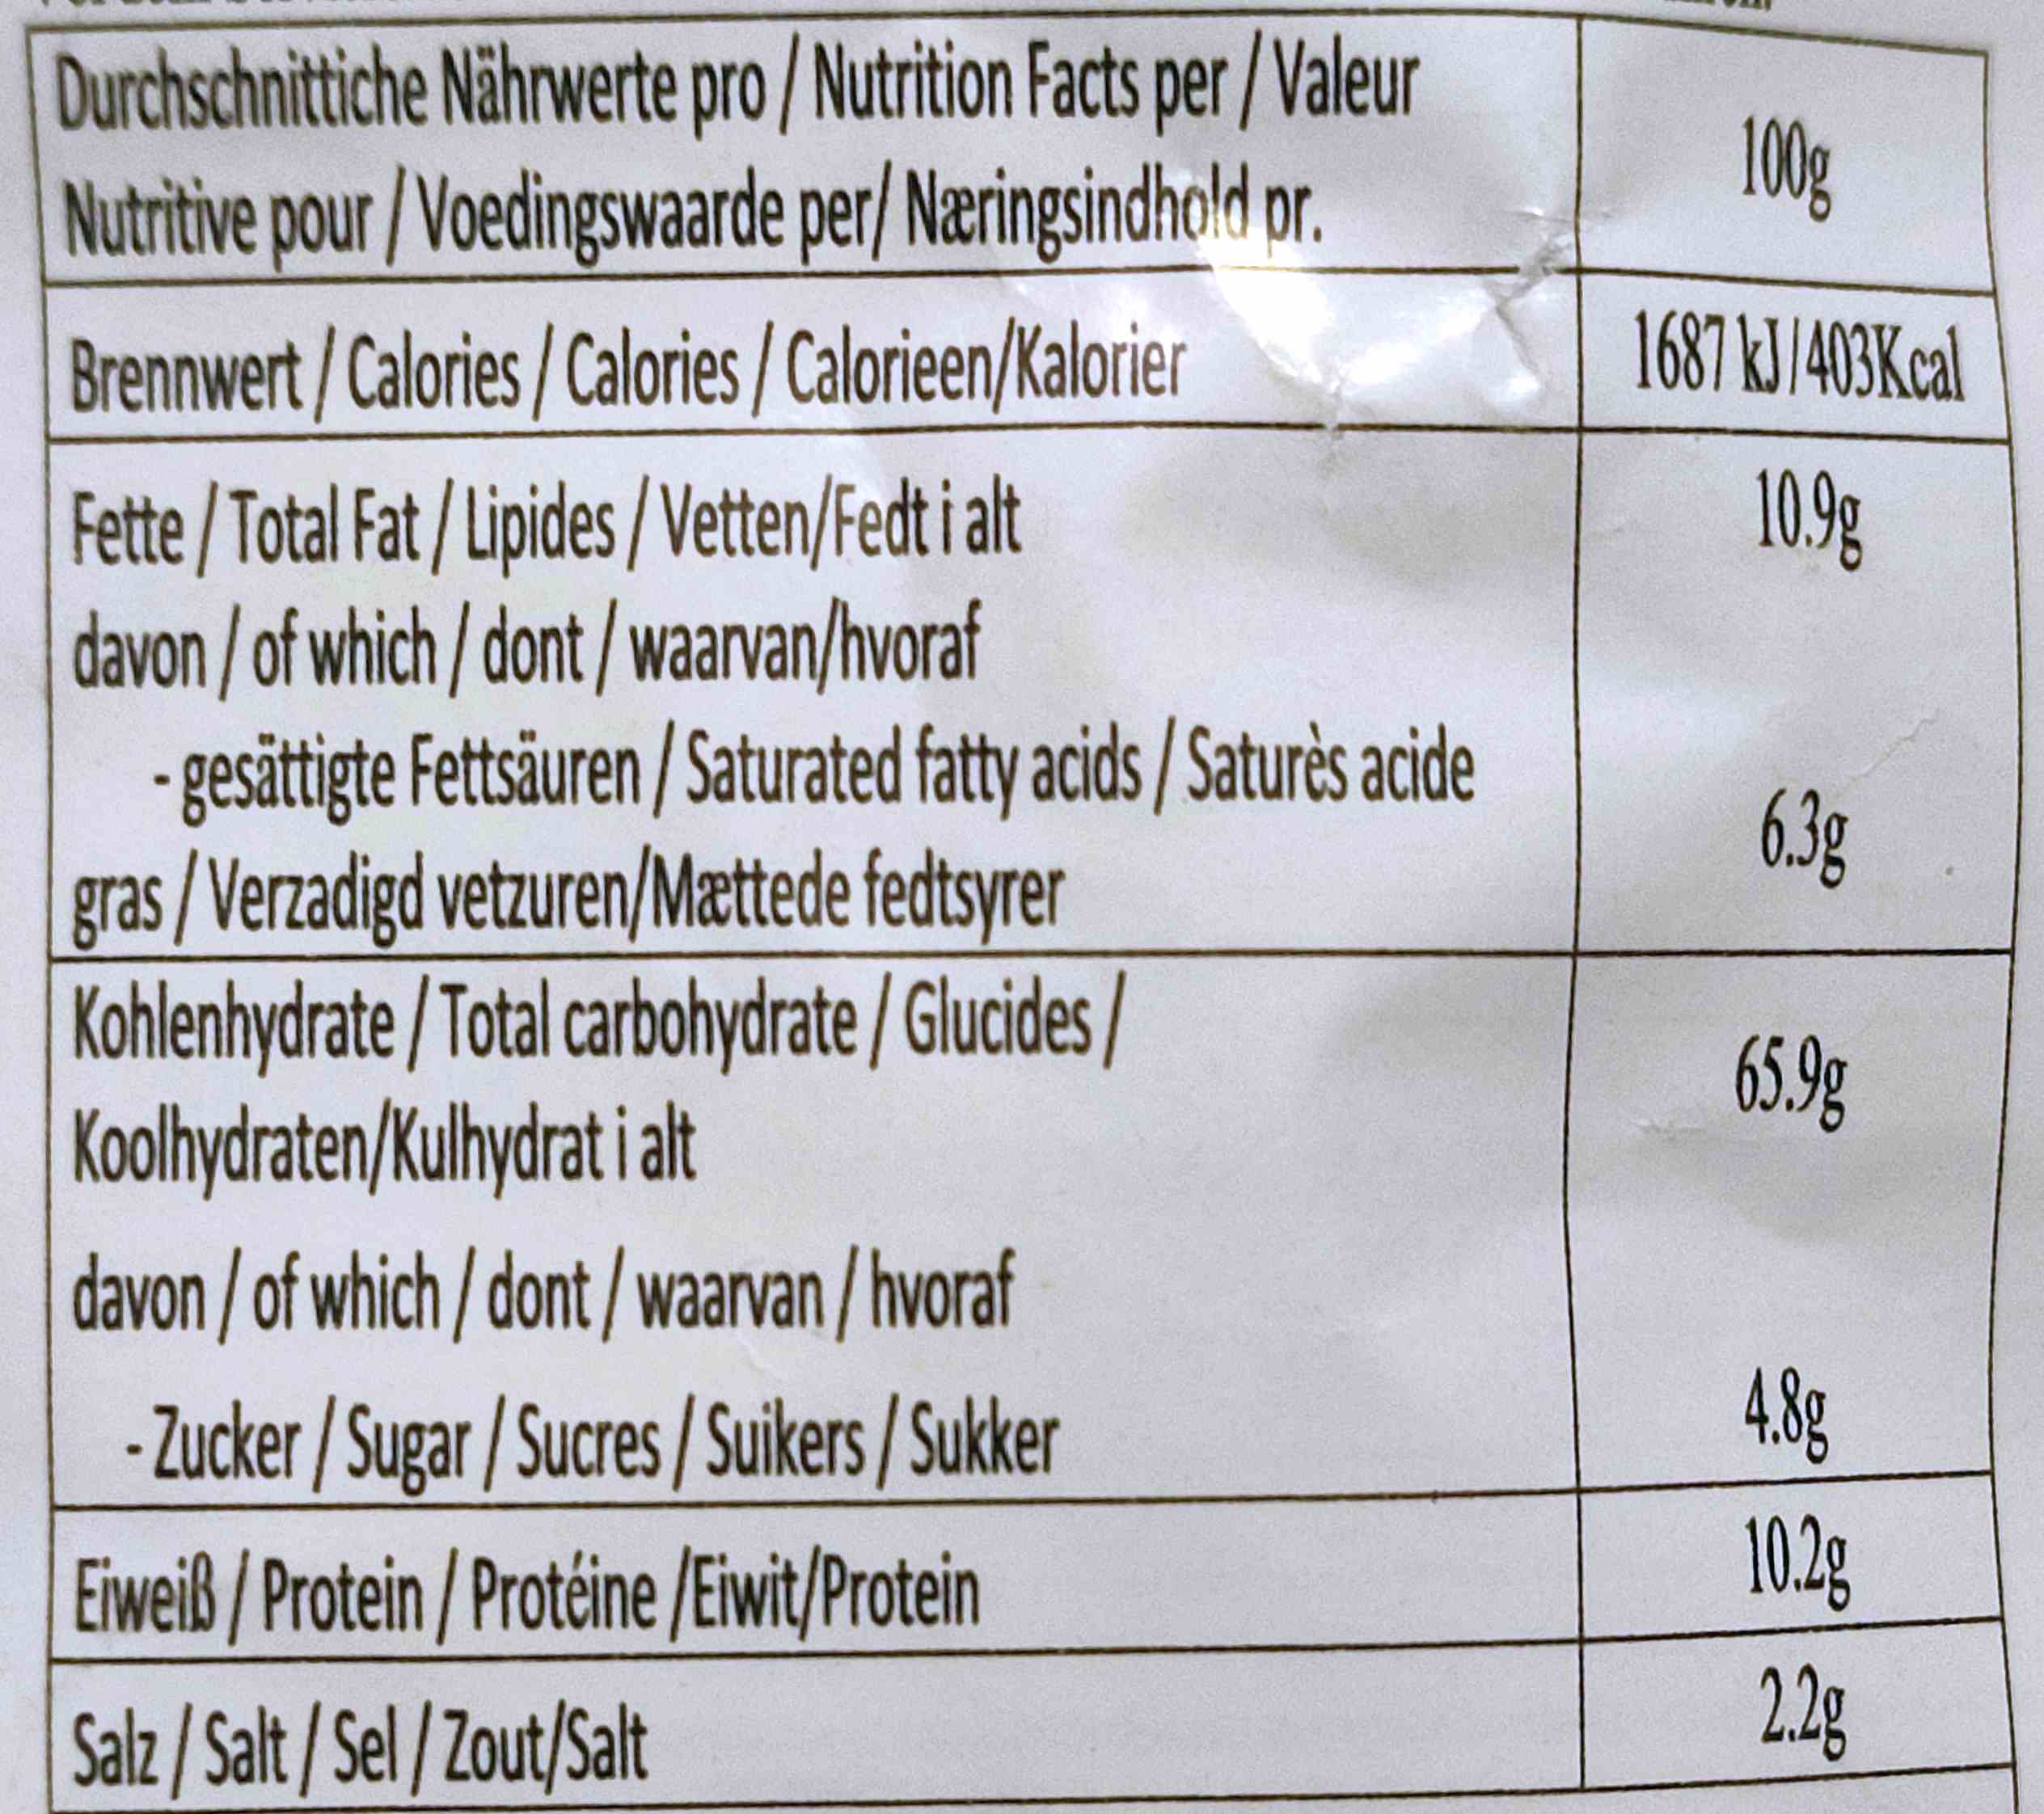 Durchschnittiche Nährwerte pro / Nutrition Facts per / Valeur
Nutritive pour / Voedingswaarde per/ Næringsindhold pr.
100g
Brennwert / Calories / Calories / Calorieen/Kalorier
1687 kJ/403Kcal
Fette / Total Fat / Lipides / Vetten/Fedt i alt
10.9g
davon / of which / dont / waarvan/hvoraf
- gesättigte Fettsäuren / Saturated fatty acids / Saturès acide
gras / Verzadigd vetzuren/Mættede fedtsyrer
6.3g
Kohlenhydrate / Total carbohydrate / Glucides /
Koolhydraten/Kulhydrat i alt
65.9g
davon / of which / dont / waarvan / hvoraf
- Zucker / Sugar / Sucres / Suikers / Sukker
4.8g
Eiweiß / Protein / Protéine /Eiwit/Protein
10.2g
Salz / Salt / Sel / Zout/Salt
2.2g